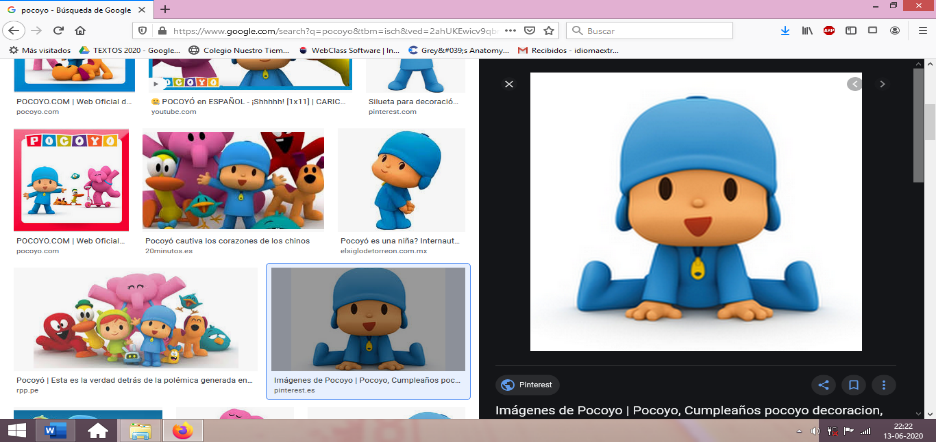 pocoyo - Búsqueda de Google
https://www.google.com/search?q=pocoyo&tbm=isch&ved=2ahUKEwicv9qb
Buscar
Más visitados
TEXTOS 2020 - Google...
Colegio Nuestro Tiem...
WebClass Software | In...
Grey&#039;s Anatomy...
Recibidos - idiomaextr...
POCOYO.COM | Web Oficial d...
pocoyo.com
POCOYÓ en ESPAÑOL - ¡Shhhhh! [1x11] | CARIC...
youtube.com
Silueta para decoració...
pinterest.com
POCOYO
POCOYO.COM | Web Oficial...
pocoyo.com
Pocoyó cautiva los corazones de los chinos
20minutos.es
Pocoyó es una niña? Internaut...
elsiglodetorreon.com.mx
Pocoyó | Esta es la verdad detrás de la polémica generada en...
rpp.pe
Imágenes de Pocoyo | Pocoyo, Cumpleaños poc...
pinterest.es
Pinterest
Imágenes de Pocoyo | Pocoyo, Cumpleaños pocoyo decoracion,
22:22
13-06-2020